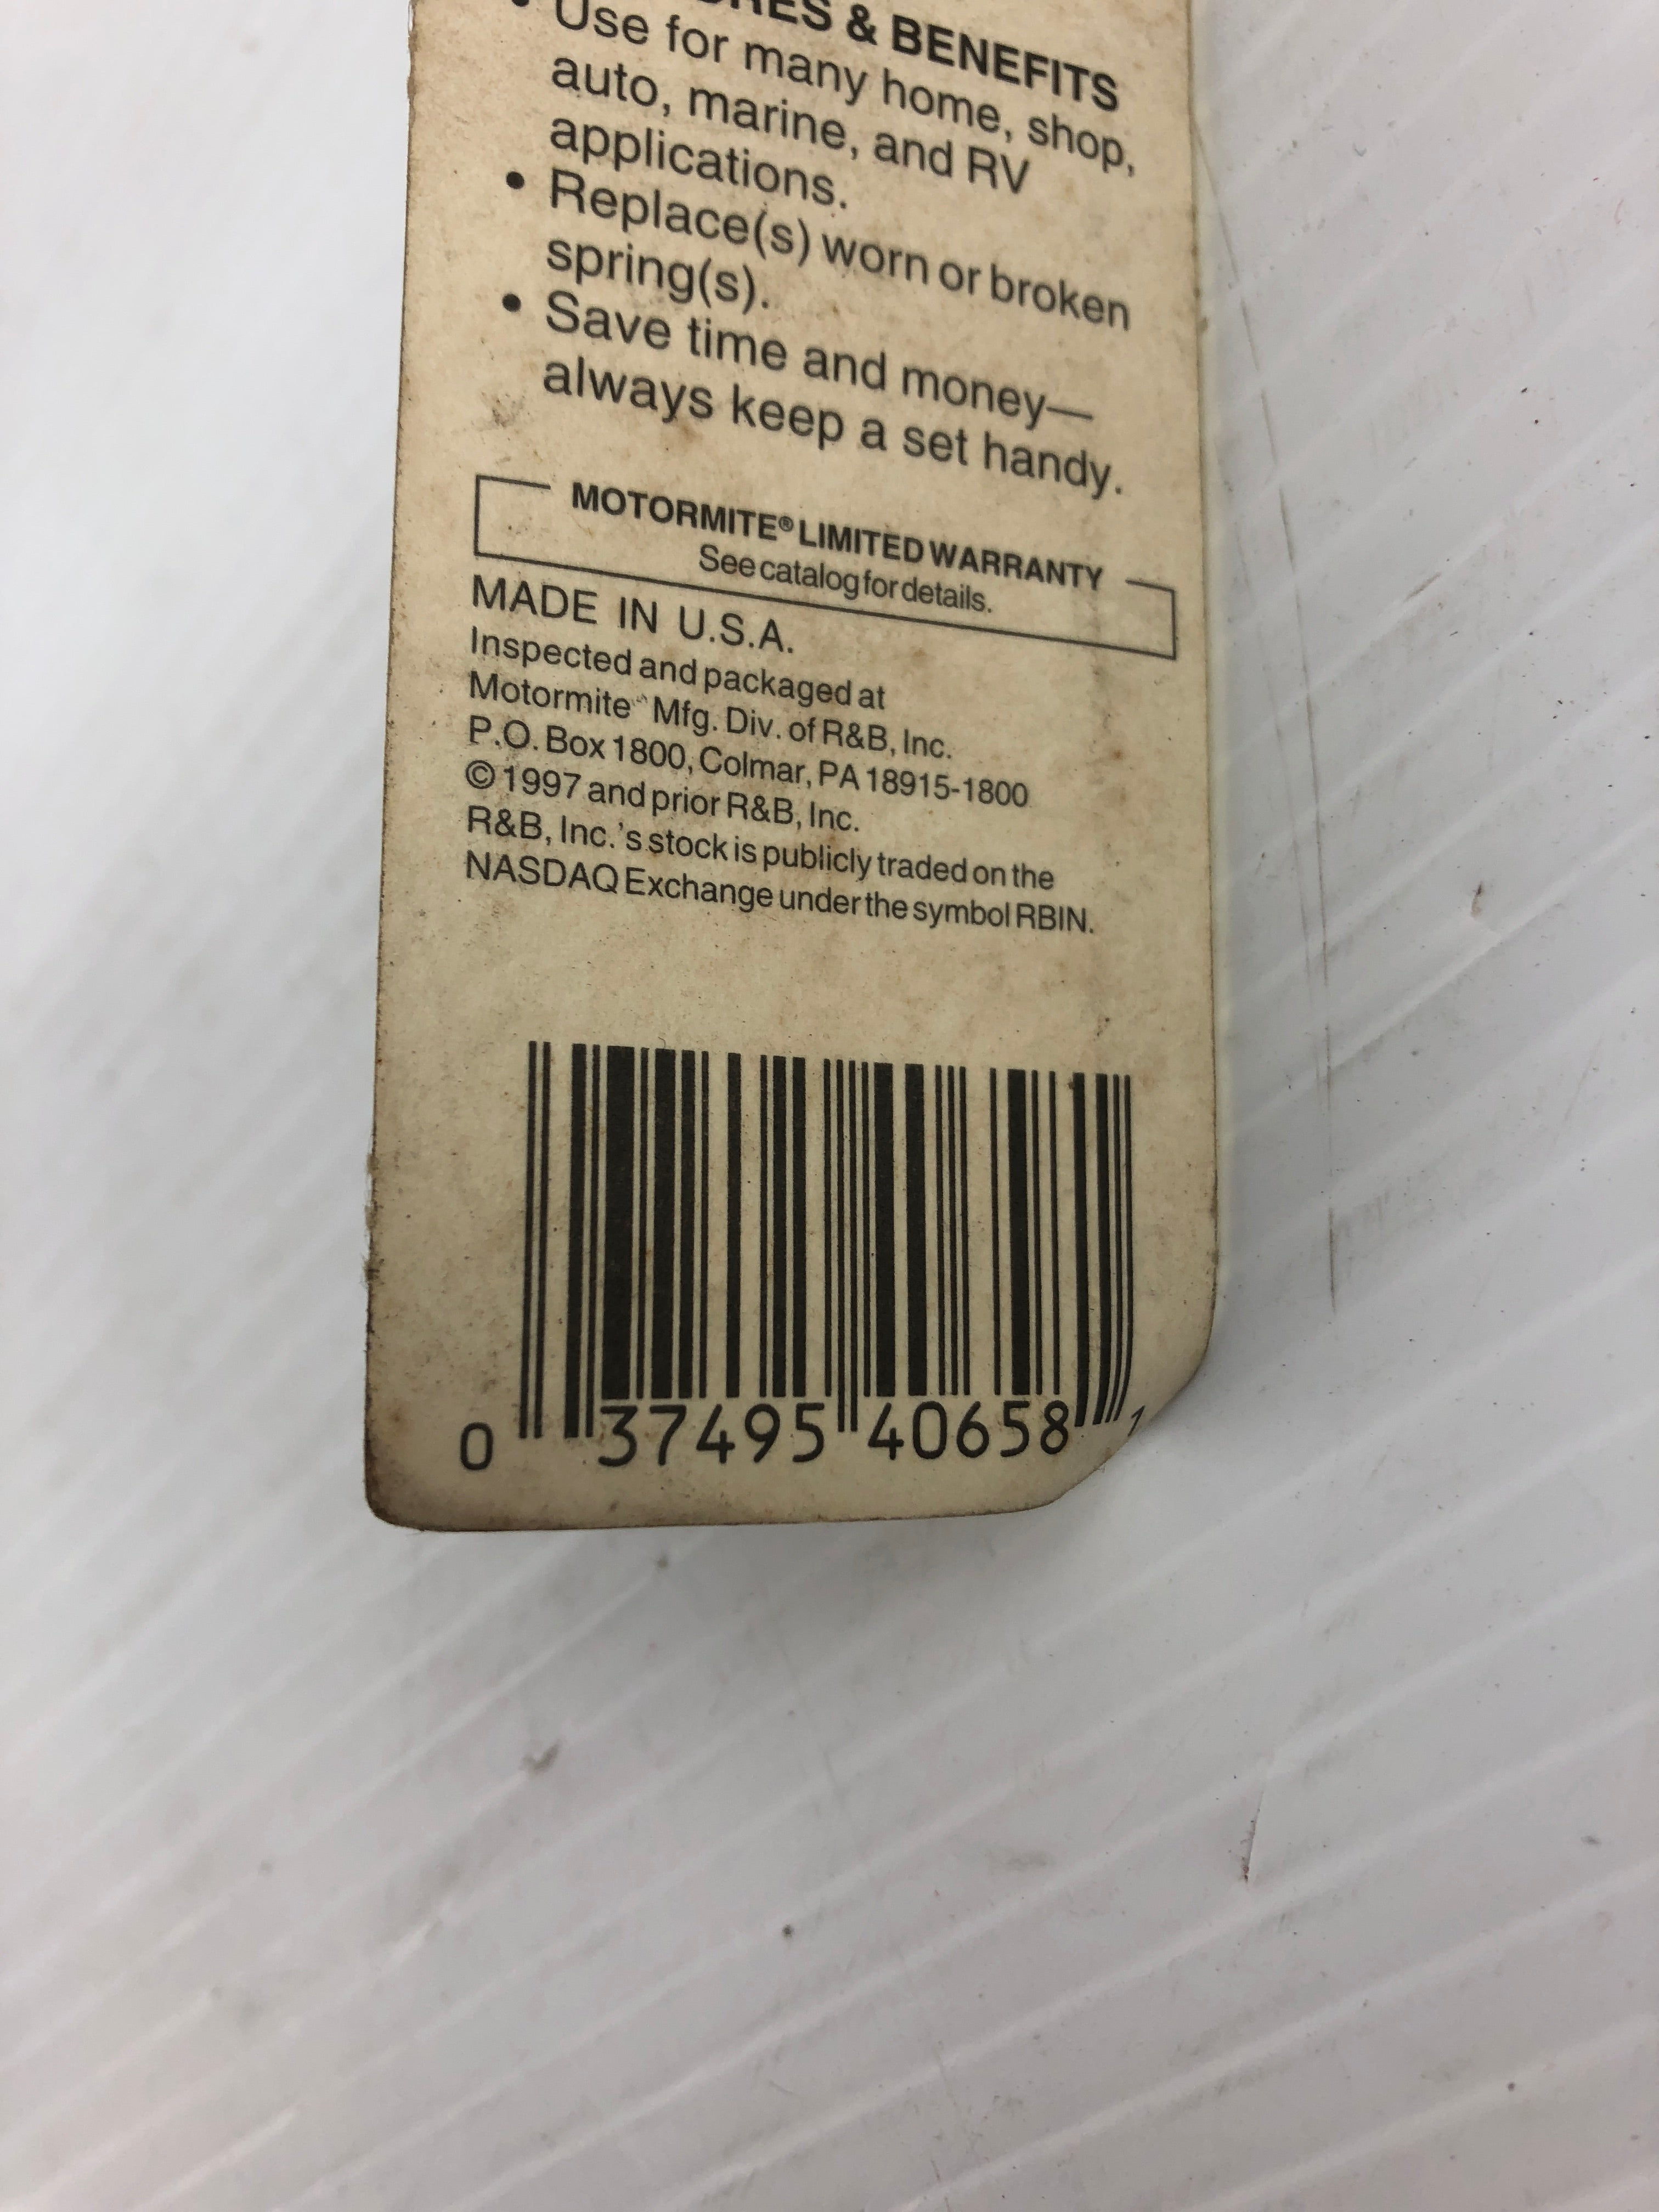 & BENEFITS
• Use for many home, shop,
auto, marine, and RV
applications.
• Replace(s) worn or broken
spring(s).
• Save time and money—
always keep a set handy.
MOTORMITE® LIMITED WARRANTY
See catalog for details.
MADE IN U.S.A.
Inspected and packaged at
Motormite™ Mfg. Div. of R&B, Inc.
P.O. Box 1800, Colmar, PA 18915-1800
© 1997 and prior R&B, Inc.
R&B, Inc.'s stock is publicly traded on the
NASDAQ Exchange under the symbol RBIN.
0 37495 40658 1